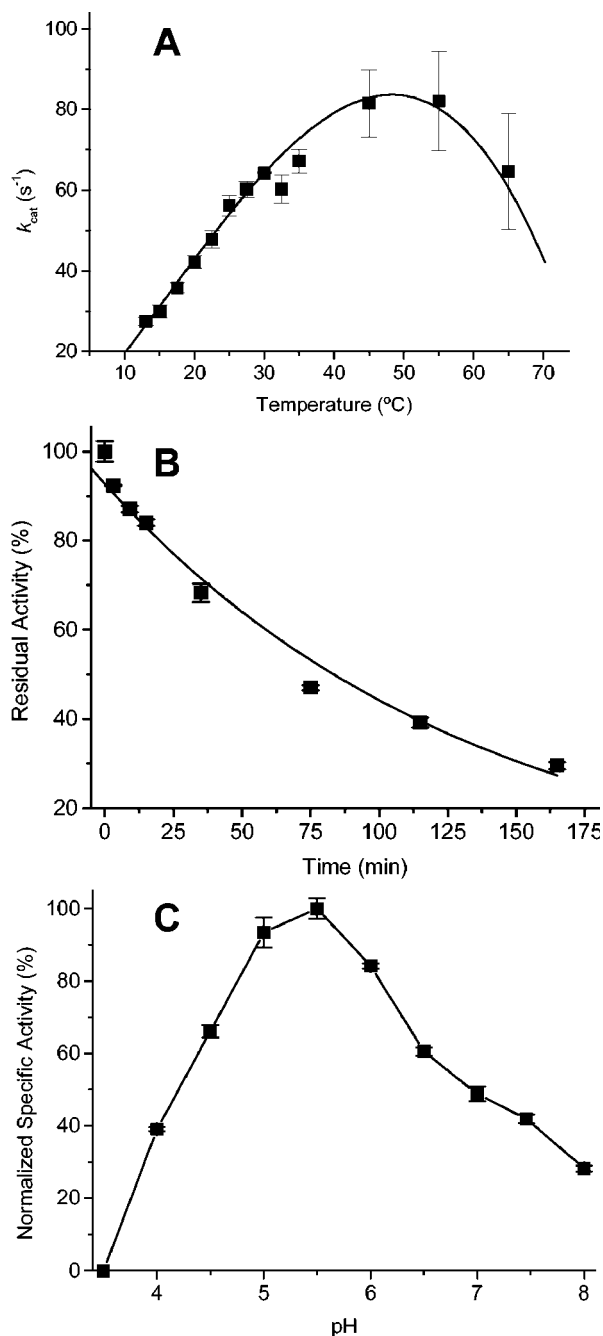 A
100
80
60
40
20
k_cat (s⁻¹)
10 20 30 40 50 60 70
Temperature (ºC)
B
100
80
60
40
20
Residual Activity (%)
0 25 50 75 100 125 150 175
Time (min)
C
100
80
60
40
20
0
Normalized Specific Activity (%)
4 5 6 7 8
pH